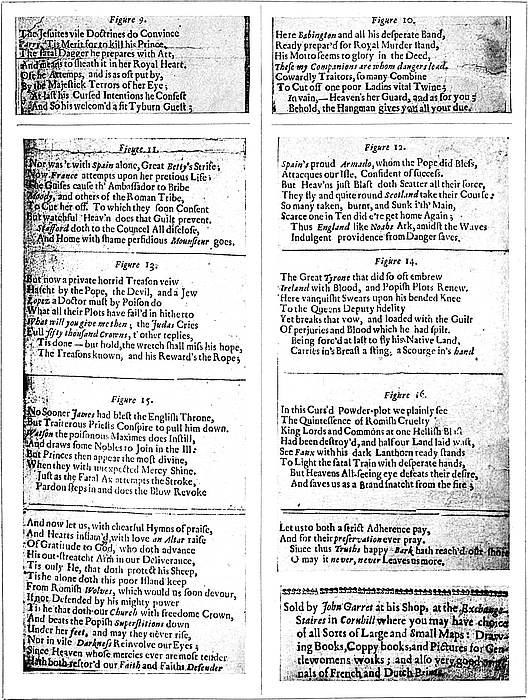 Figure 9.
The Jesuites vile Doctrines do Convince
Parry, 'Tis Merit for to kill his Prince,
The fatal Dagger he prepares with Art,
And means to sheath it in her Royal Heart,
Oft he Attemps, and is as oft put by,
By the Majestick Terrors of her Eye;
At last his Cursed Intentions he Confest
And So his welcom'd a fit Tyburn Guest;
Figure 10.
Here Babington and all his desperate Band,
Ready prepar'd for Royal Murder stand,
His Motto seems to glory in the Deed,
These my Companions are whom dangers lead.
Cowardly Traitors, so many Combine
To Cut off one poor Ladies vital Twine;
In vain,— Heaven's her Guard, and as for you;
Behold, the Hangman gives you all your due.
Figure 11.
Nor was't with Spain alone, Great Betty's Strife;
Now France attempts upon her pretious Life;
The Guises cause th' Ambassador to Bribe
Moody, and others of the Roman Tribe,
To Cut her off. To which they soon Consent
But watchful Heav'n does that Guilt prevent.
Stafford doth to the Councel All disclose,
And Home with shame persidious Mounseur goes.
Figure 12.
Spain's proud Armado, whom the Pope did Bless,
Attacques our Isle, Confident of success.
But Heav'ns just Blast doth Scatter all their force,
They fly and quite round Scotland take their Course:
So many taken, burnt, and Sunk i'th' Main,
Scarce one in Ten did e're get home Again;
Thus England like Noahs Ark, amidst the Waves
Indulgent providence from Danger saves.
Figure 13.
But now a private horrid Treason veiw
Hatcht by the Pope, the Devil, and a Jew
Lopez a Doctor must by Poison do
What all their Plots have fail'd in hitherto
What will you give me then; the Judas Cries
Full fifty thousand Crowns, t'other replies,
Tis done — but hold, the wretch shall miss his hope,
The Treasons known, and his Reward's the Rope;
Figure 14.
The Great Tyrone that did so oft embrew
Ireland with Blood, and Popish Plots Renew.
Here vanquisht Swears upon his bended Knee
To the Queens Deputy fidelity
Yet breaks that vow, and loaded with the Guilt
Of perjuries and Blood which he had spilt.
Being forc'd at last to fly his Native Land,
Carries in's Breast a sting, a Scourge in's hand
Figure 15.
No Sooner James had blest the English Throne,
But Traiterous Priests Conspire to pull him down.
Watson the poisonous Maximes does Instill,
And draws some Nobles to Join in the Ill:
But Princes then appear the most divine,
When they with unexpected Mercy Shine.
Just as the Fatal Ax attempts the Stroke,
Pardon steps in and does the Blow Revoke
Figure 16.
In this Curs'd Powder-plot we plainly see
The Quintessence of Romish Cruelty
King Lords and Commons at one Hellish Blast
Had been destroy'd, and half our Land laid wast,
See Faux with his dark Lanthorn ready stands
To Light the fatal Train with desperate hands,
But Heavens All-seeing eye defeats their desire,
And saves us as a Brand snatcht from the fire;
And now let us, with chearful Hymns of praise,
And Hearts inflam'd, with love an Altar raise
Of Gratitude to God, who doth advance
His out-streatcht Arm in our Deliverance,
'Tis only He, that doth protect his Sheep,
Tis he alone doth this poor Island keep
From Romish Wolves, which would us soon devour,
If not Defended by his mighty power
Tis he that doth our Church with freedome Crown,
And beats the Popish Superstitions down
Under her feet, and may they never rise,
Nor in vile Darkness Reinvolve our Eyes;
Since Heaven whose mercies ever are most tender
Hath both restor'd our Faith and Faiths Defender
Let us to both a strict Adherence pay,
And for their preservation ever pray,
Since thus Truths happy Bark hath reach'd shore
O may it never, never Leave us more.
Sold by John Garret at his Shop, at the Exchange
Staires in Cornhill where you may have choice
of all Sorts of Large and Small Maps: Draw-
ing Books, Coppy books, and Pictures for Gen-
tlewomens works; and also very good origi-
nals of French and Dutch Prints.